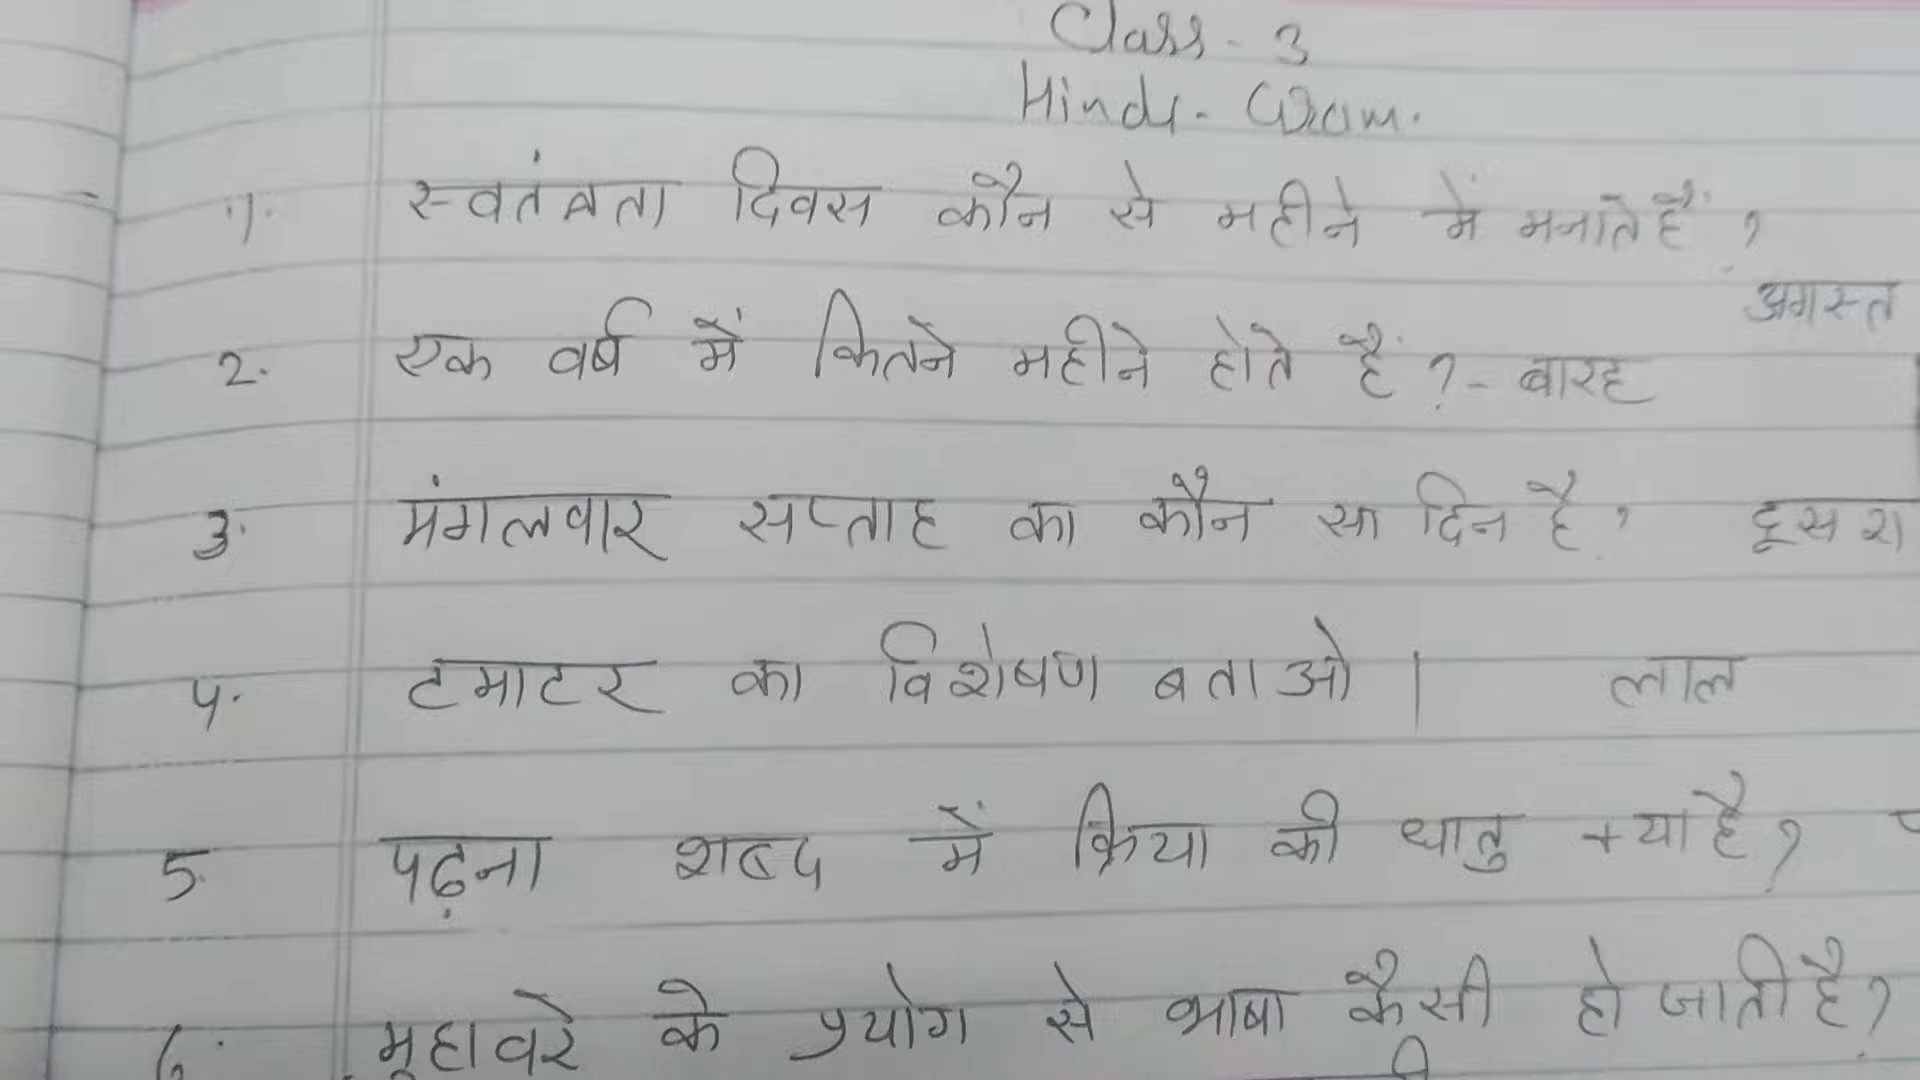 Class - 3
Hindi - Exam.
1. स्वतंत्रता दिवस कौन से महीने में मनाते हैं ?
अगस्त
2. एक वर्ष में कितने महीने होते हैं ? - बारह
3. मंगलवार सप्ताह का कौन सा दिन है ? दूसरा
4. टमाटर का विशेषण बताओ । लाल
5. पढ़ना शब्द में क्रिया की धातु क्या है ?
6. मूहावरे के प्रयोग से भाषा कैसी हो जाती है ?